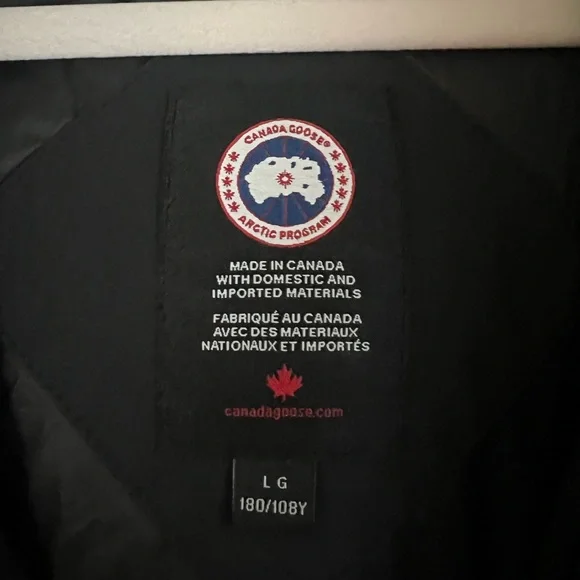 CANADA GOOSE®
ARCTIC PROGRAM
MADE IN CANADA
WITH DOMESTIC AND
IMPORTED MATERIALS
FABRIQUÉ AU CANADA
AVEC DES MATERIAUX
NATIONAUX ET IMPORTÉS
canadagoose.com
L G
180/108Y